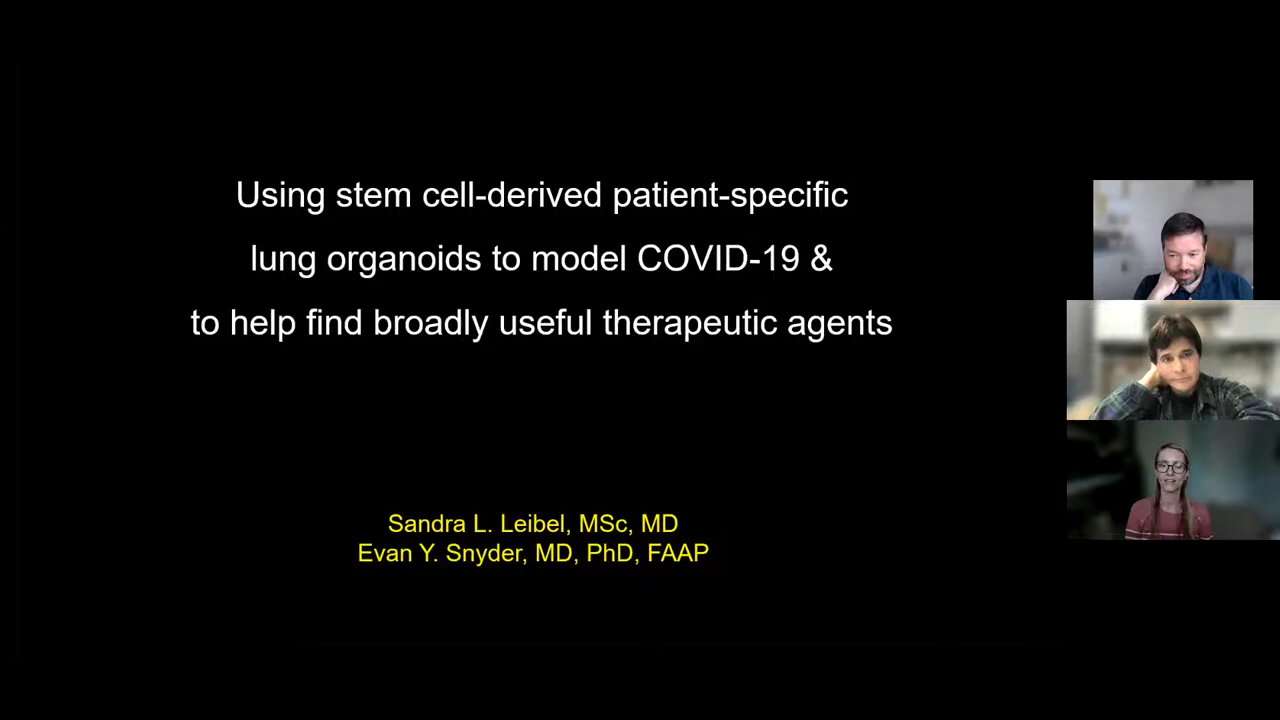 Using stem cell-derived patient-specific
lung organoids to model COVID-19 &
to help find broadly useful therapeutic agents
Sandra L. Leibel, MSc, MD
Evan Y. Snyder, MD, PhD, FAAP